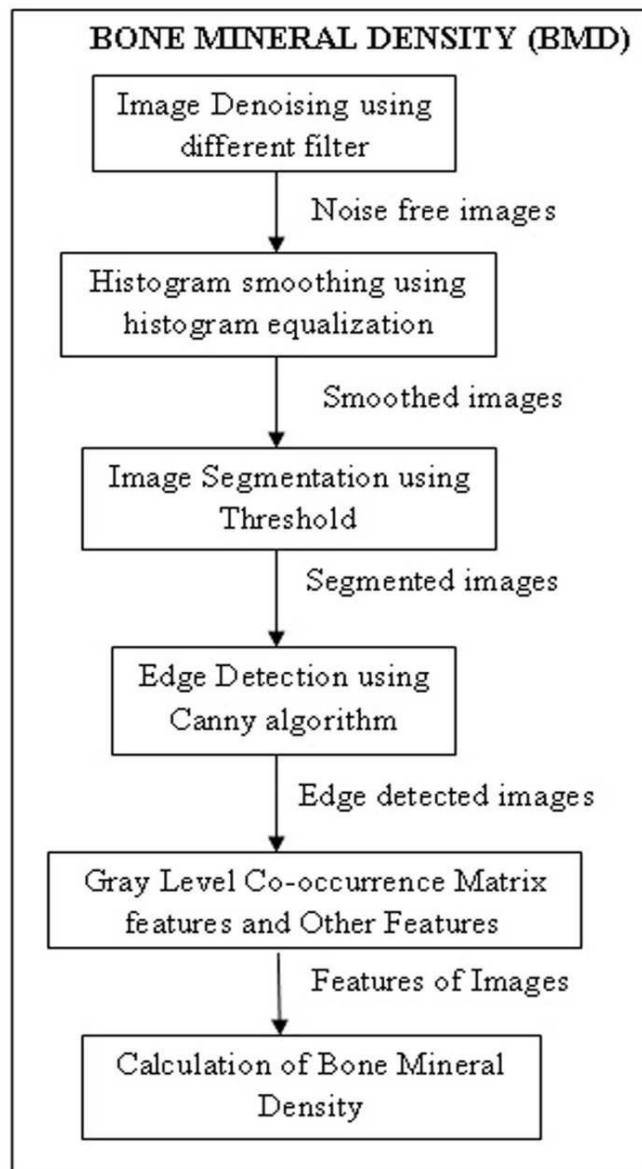 BONE MINERAL DENSITY (BMD)
Image Denoising using
different filter
Noise free images
Histogram smoothing using
histogram equalization
Smoothed images
Image Segmentation using
Threshold
Segmented images
Edge Detection using
Canny algorithm
Edge detected images
Gray Level Co-occurrence Matrix
features and Other Features
Features of Images
Calculation of Bone Mineral
Density